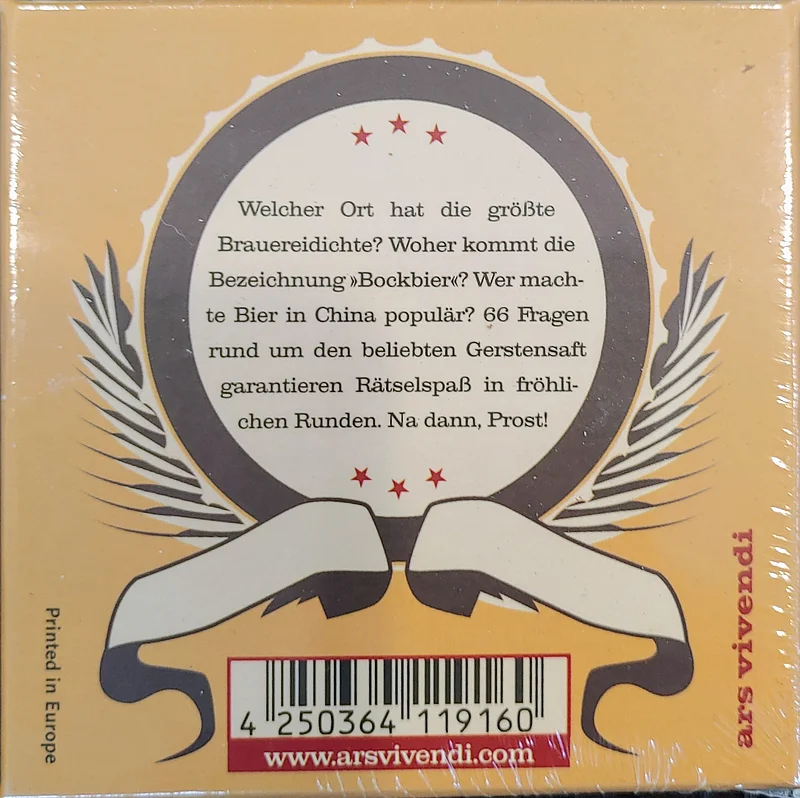 Welcher Ort hat die größte
Brauereidichte? Woher kommt die
Bezeichnung »Bockbier«? Wer mach-
te Bier in China populär? 66 Fragen
rund um den beliebten Gerstensaft
garantieren Rätselspaß in fröhli-
chen Runden. Na dann, Prost!
Printed in Europe
ars vivendi
4 250364 119160
www.arsvivendi.com